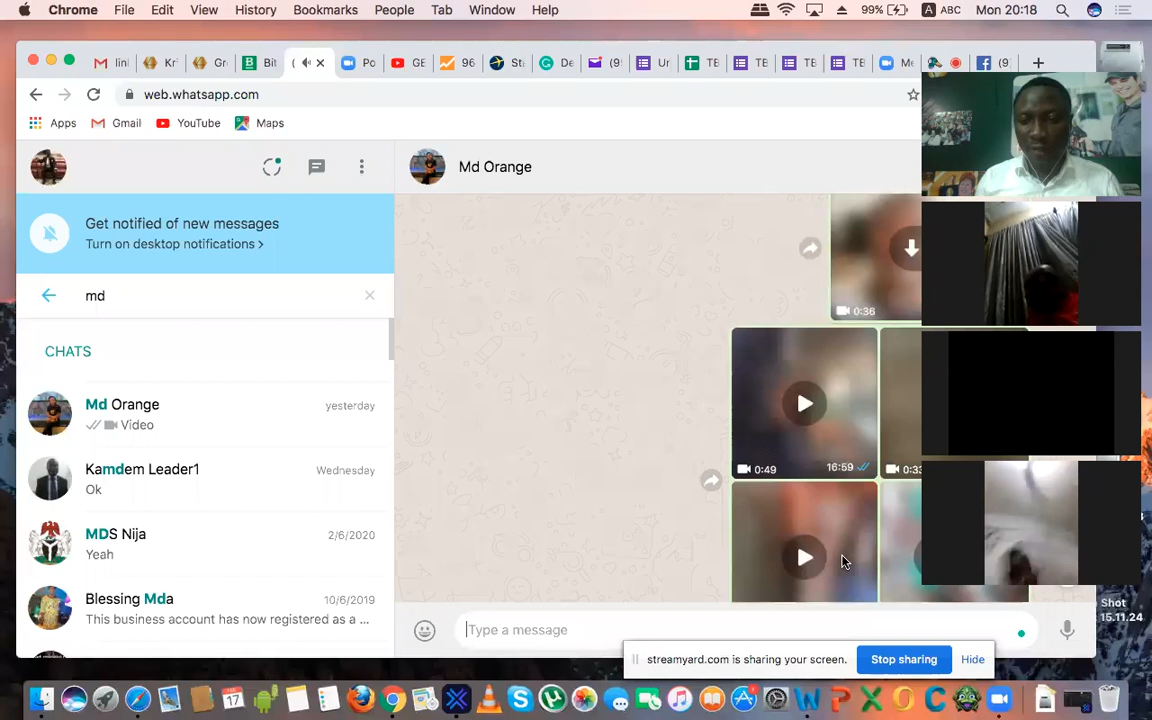 Chrome File Edit View History Bookmarks People Tab Window Help 99% A ABC Mon 20:18
Bit
web.whatsapp.com
Apps Gmail YouTube Maps
Md Orange
Get notified of new messages
Turn on desktop notifications >
md
CHATS
0:36
Md Orange yesterday
Video
Kamdem Leader1 Wednesday
Ok
0:49 16:59 0:33
MDS Nija 2/6/2020
Yeah
Blessing Mda 10/6/2019
This business account has now registered as a ...
Shot
15.11.24
Type a message
streamyard.com is sharing your screen. Stop sharing Hide